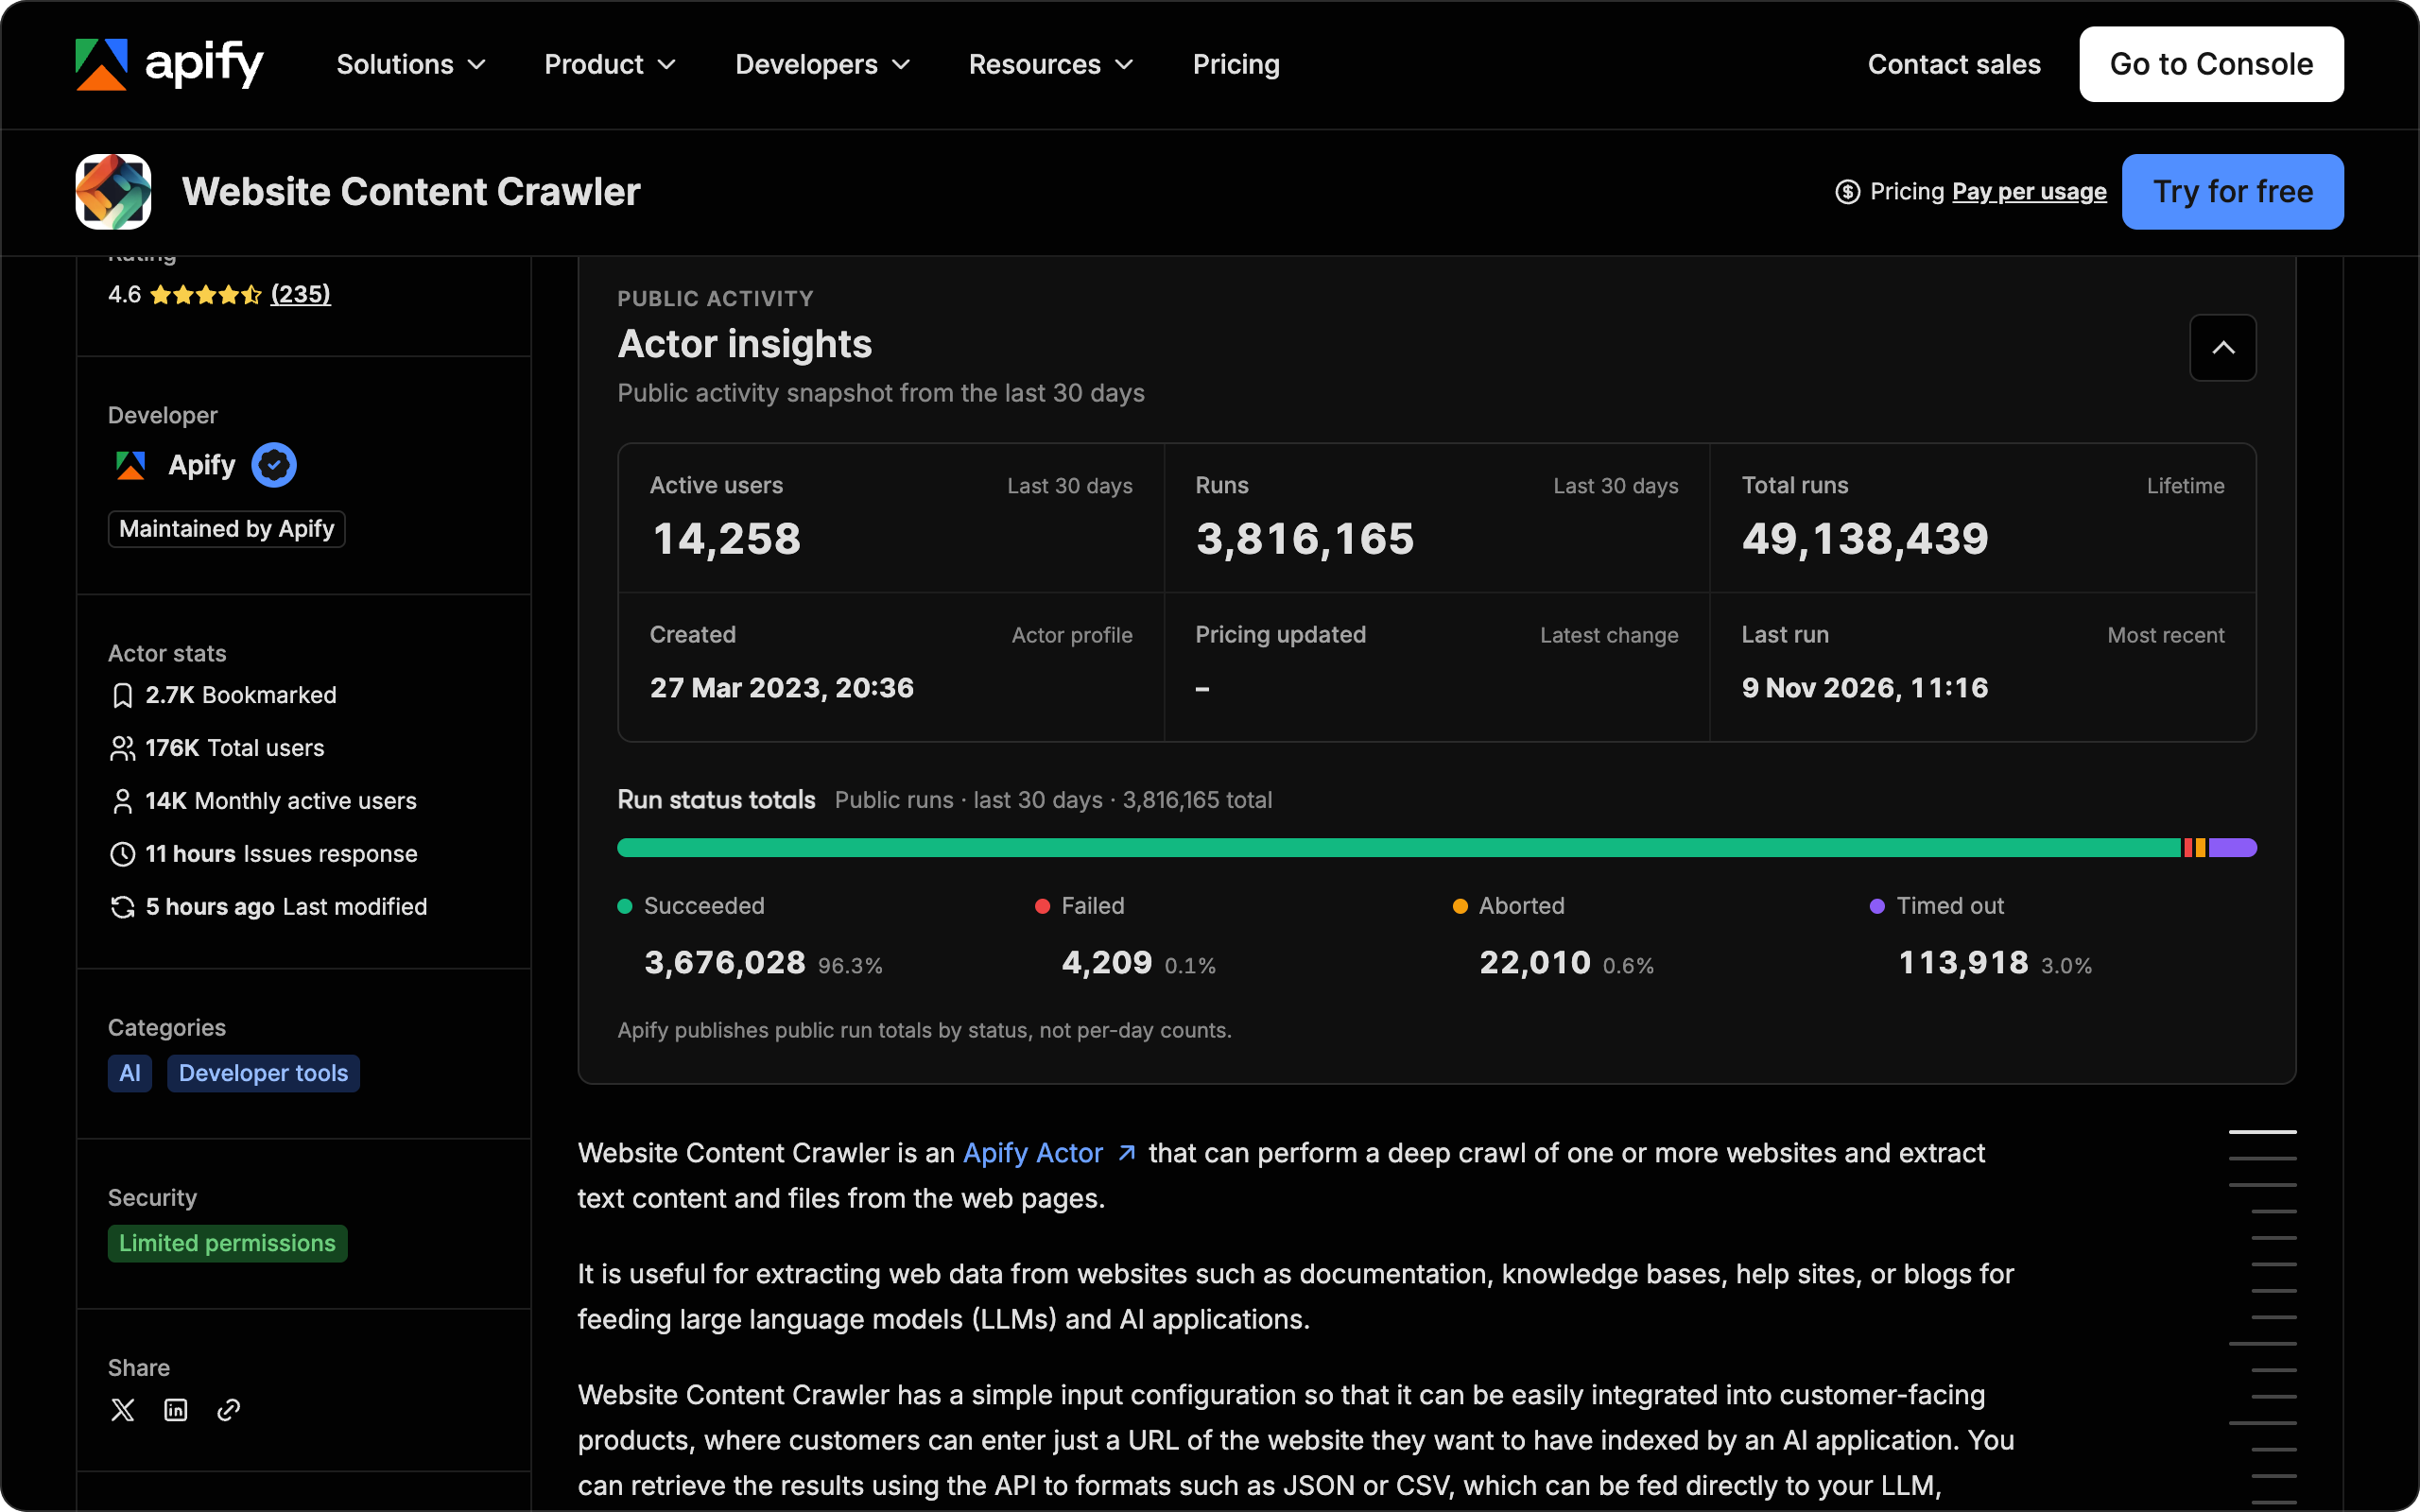 apify
Solutions
Product
Developers
Resources
Pricing
Contact sales
Go to Console
Website Content Crawler
Pricing Pay per usage
Try for free
Rating
4.6 (235)
Developer
Apify
Maintained by Apify
Actor stats
2.7K Bookmarked
176K Total users
14K Monthly active users
11 hours Issues response
5 hours ago Last modified
Categories
AI
Developer tools
Security
Limited permissions
Share
PUBLIC ACTIVITY
Actor insights
Public activity snapshot from the last 30 days
Active users Last 30 days
14,258
Runs Last 30 days
3,816,165
Total runs Lifetime
49,138,439
Created Actor profile
27 Mar 2023, 20:36
Pricing updated Latest change
–
Last run Most recent
9 Nov 2026, 11:16
Run status totals Public runs · last 30 days · 3,816,165 total
Succeeded
3,676,028 96.3%
Failed
4,209 0.1%
Aborted
22,010 0.6%
Timed out
113,918 3.0%
Apify publishes public run totals by status, not per-day counts.
Website Content Crawler is an Apify Actor that can perform a deep crawl of one or more websites and extract
text content and files from the web pages.
It is useful for extracting web data from websites such as documentation, knowledge bases, help sites, or blogs for
feeding large language models (LLMs) and AI applications.
Website Content Crawler has a simple input configuration so that it can be easily integrated into customer-facing
products, where customers can enter just a URL of the website they want to have indexed by an AI application. You
can retrieve the results using the API to formats such as JSON or CSV, which can be fed directly to your LLM,